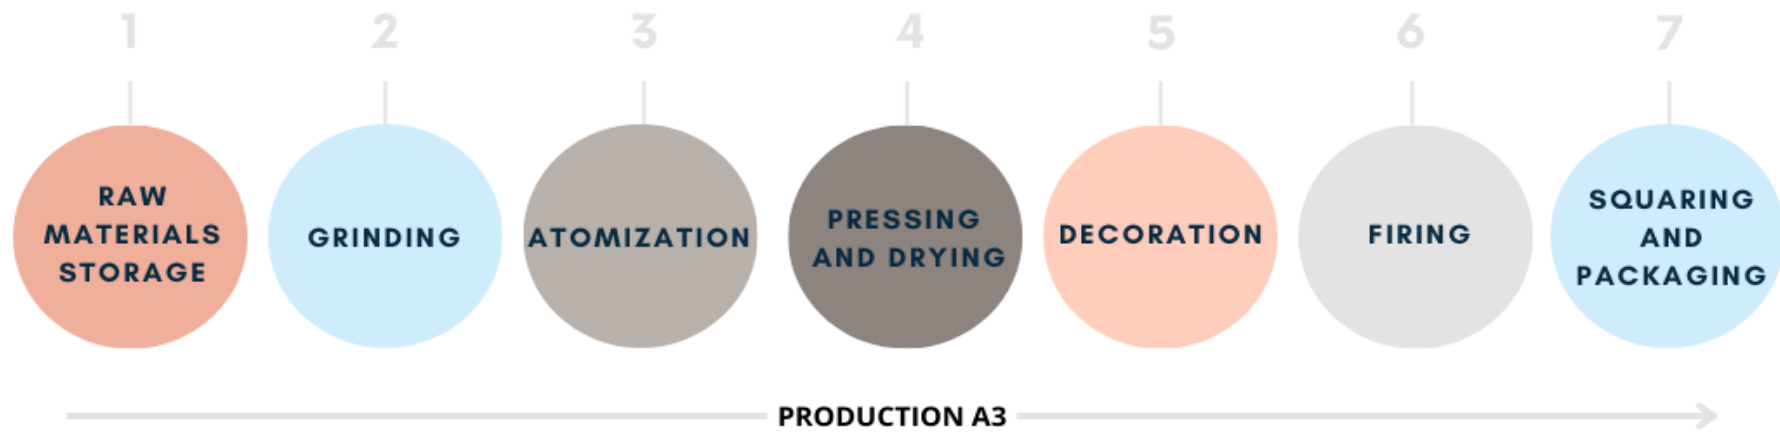 1
2
3
4
5
6
7
RAW
MATERIALS
STORAGE
GRINDING
ATOMIZATION
PRESSING
AND DRYING
DECORATION
FIRING
SQUARING
AND
PACKAGING
PRODUCTION A3